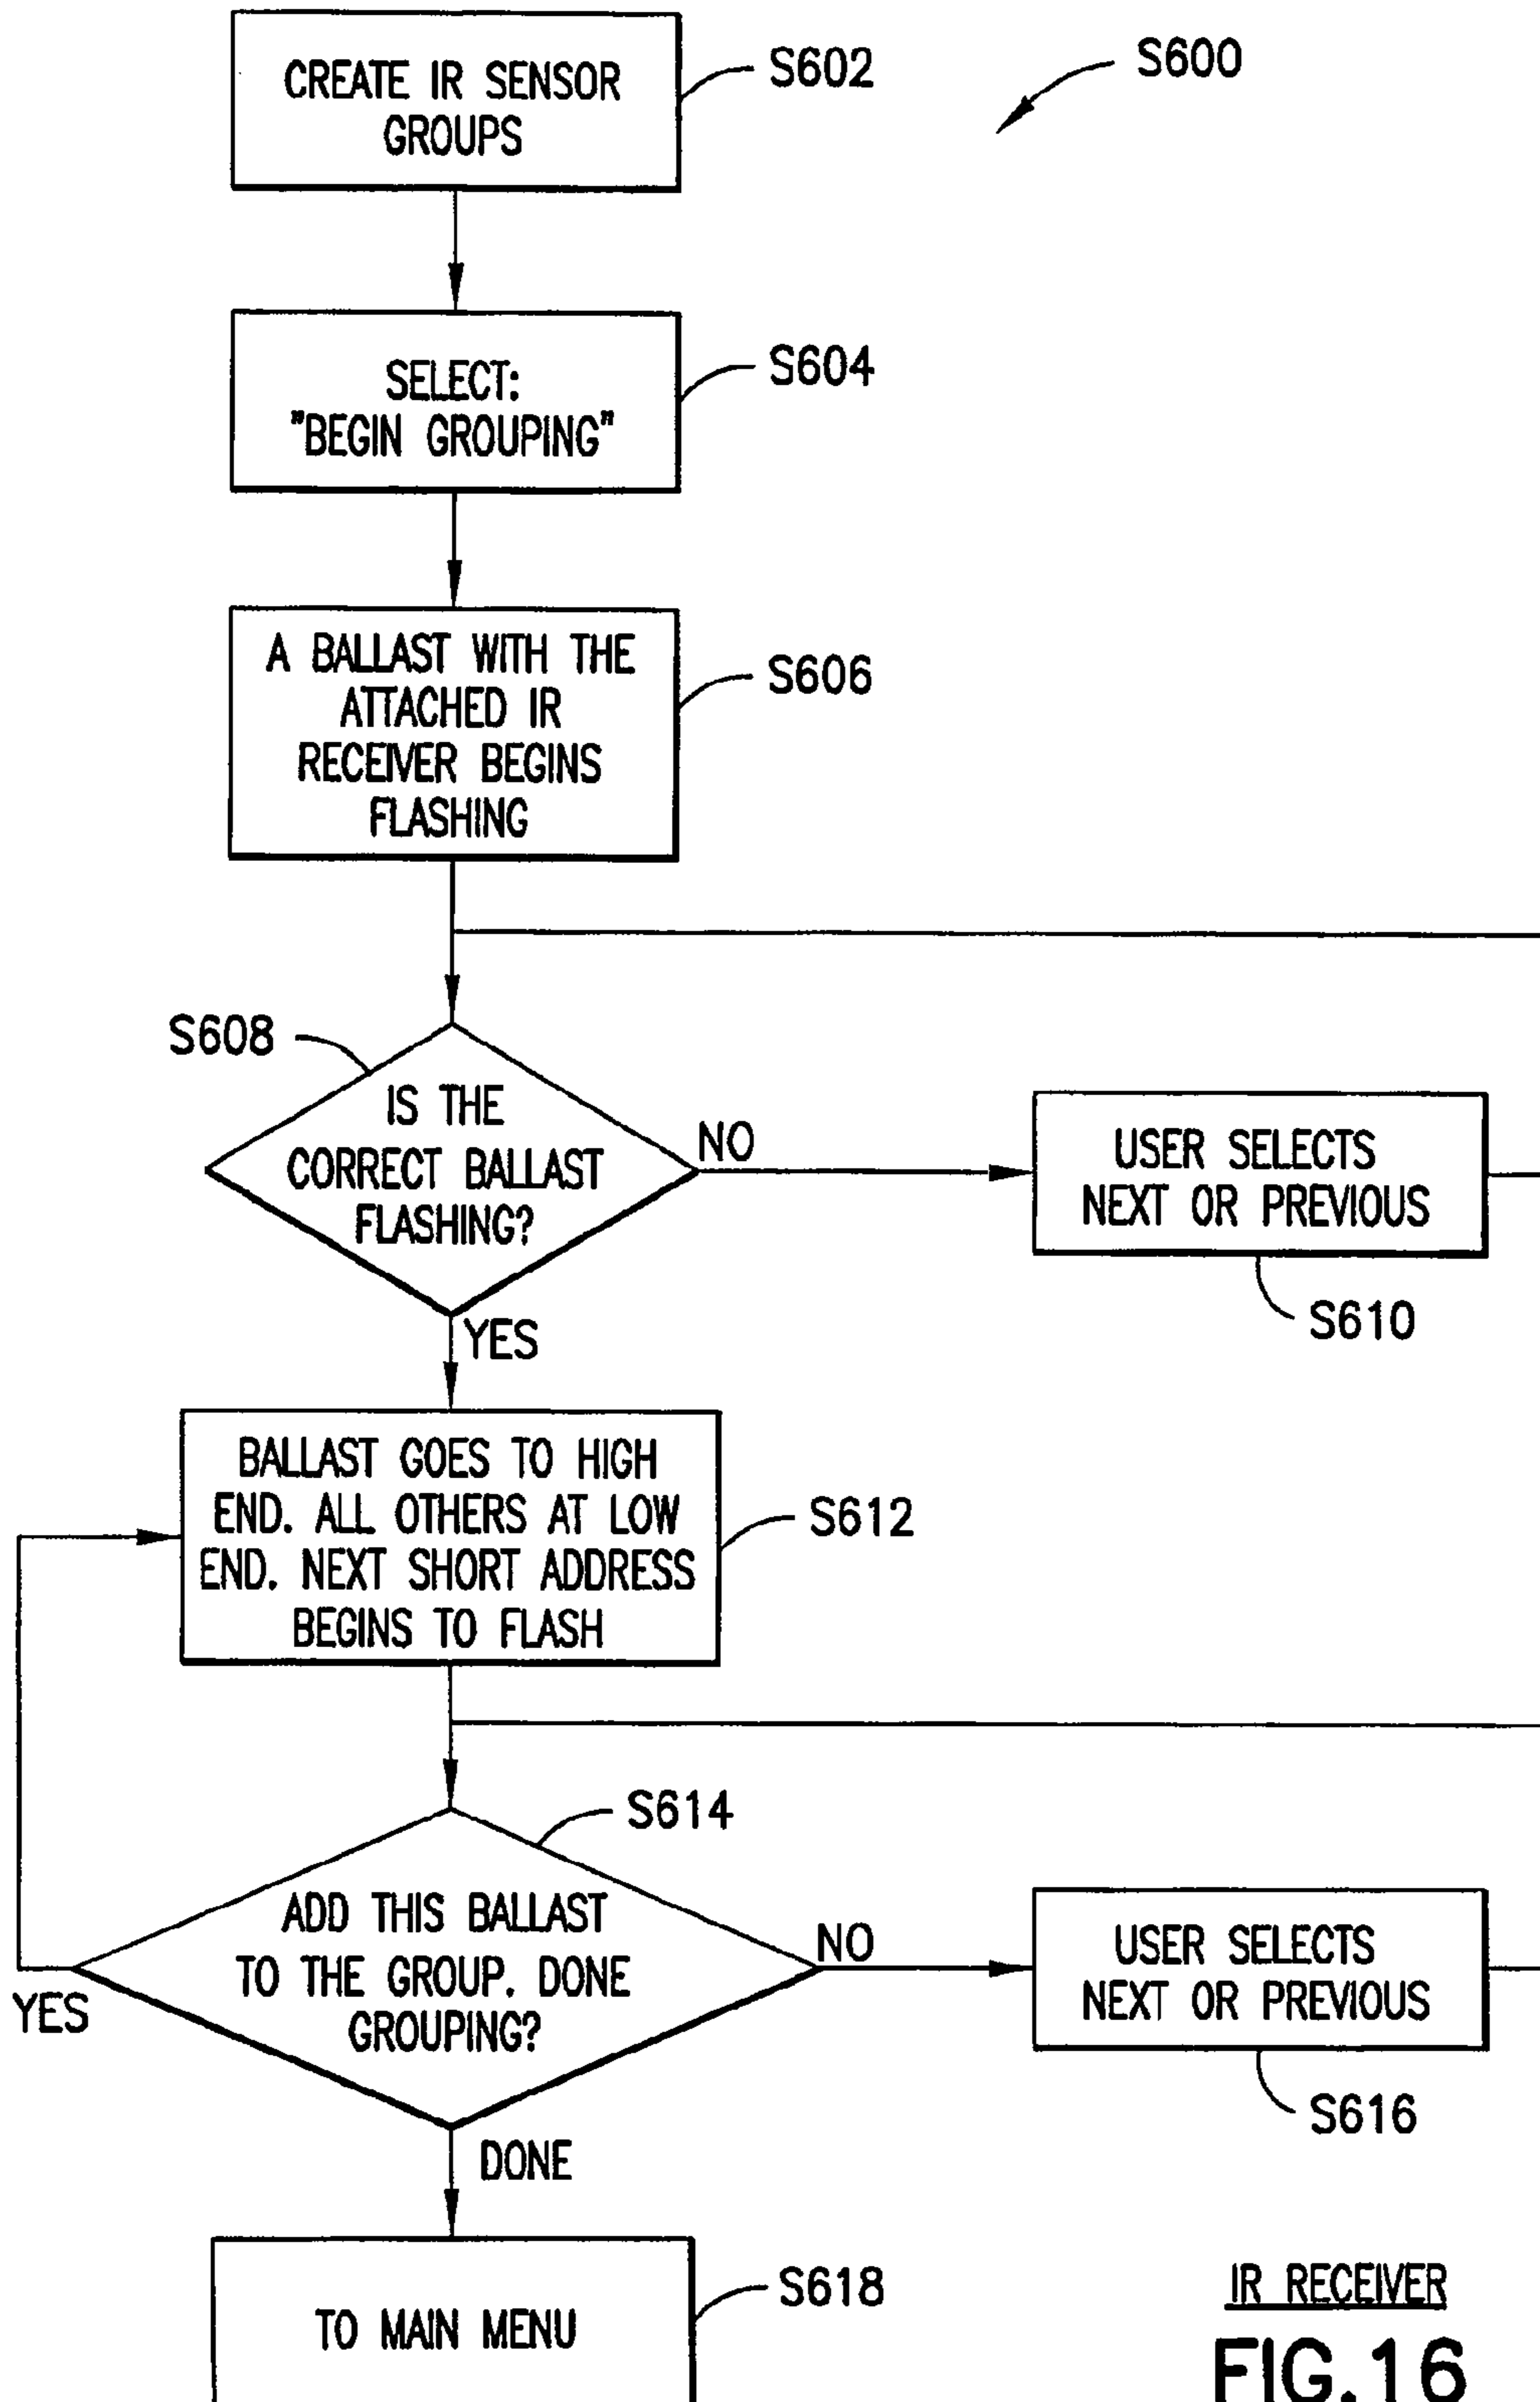 CREATE IR SENSOR
GROUPS
S602
S600
SELECT:
"BEGIN GROUPING"
S604
A BALLAST WITH THE
ATTACHED IR
RECEIVER BEGINS
FLASHING
S606
S608
IS THE
CORRECT BALLAST
FLASHING?
NO
USER SELECTS
NEXT OR PREVIOUS
S610
YES
BALLAST GOES TO HIGH
END. ALL OTHERS AT LOW
END. NEXT SHORT ADDRESS
BEGINS TO FLASH
S612
S614
ADD THIS BALLAST
TO THE GROUP. DONE
GROUPING?
NO
YES
USER SELECTS
NEXT OR PREVIOUS
S616
DONE
TO MAIN MENU
S618
IR RECEIVER
FIG.16